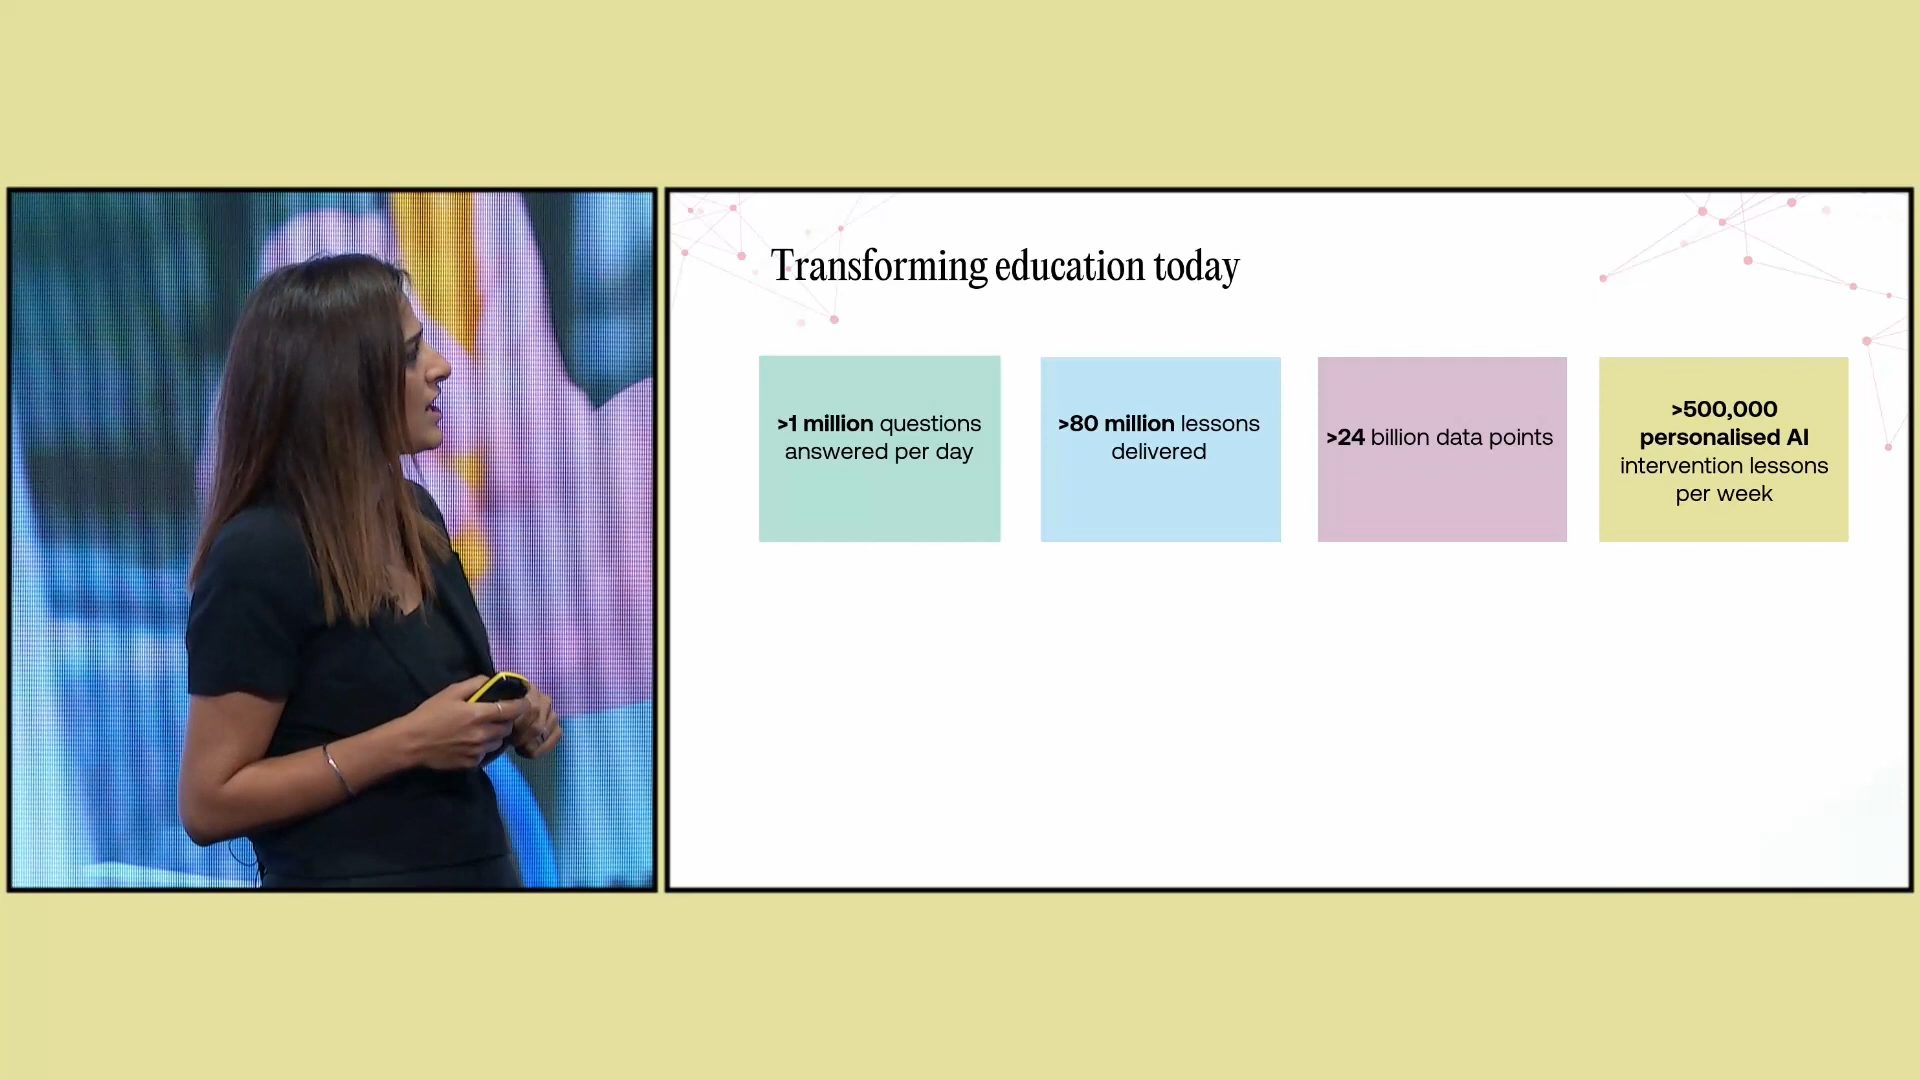 Transforming education today
>1 million questions
answered per day
>80 million lessons
delivered
>24 billion data points
>500,000
personalised AI
intervention lessons
per week